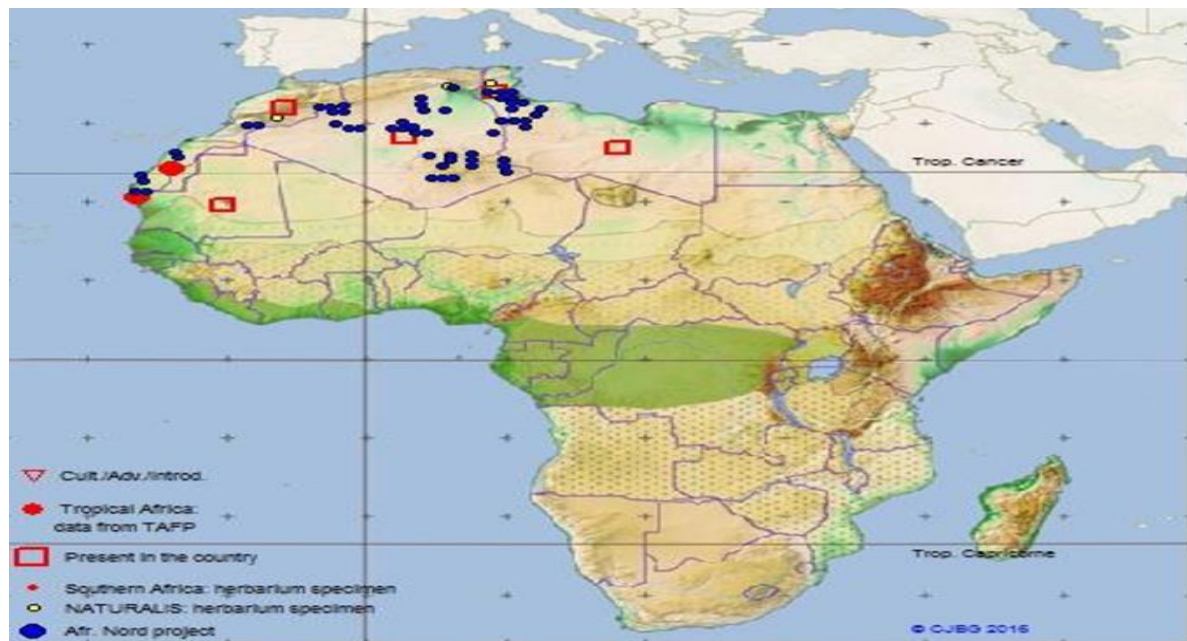 Trop. Cancer
Cult./Adv./Introd.
Tropical Africa:
data from TAFP
Present in the country
Trop. Capricorne
Southern Africa: herbarium specimen
NATURALIS: herbarium specimen
Afr. Nord project
© CJBG 2016